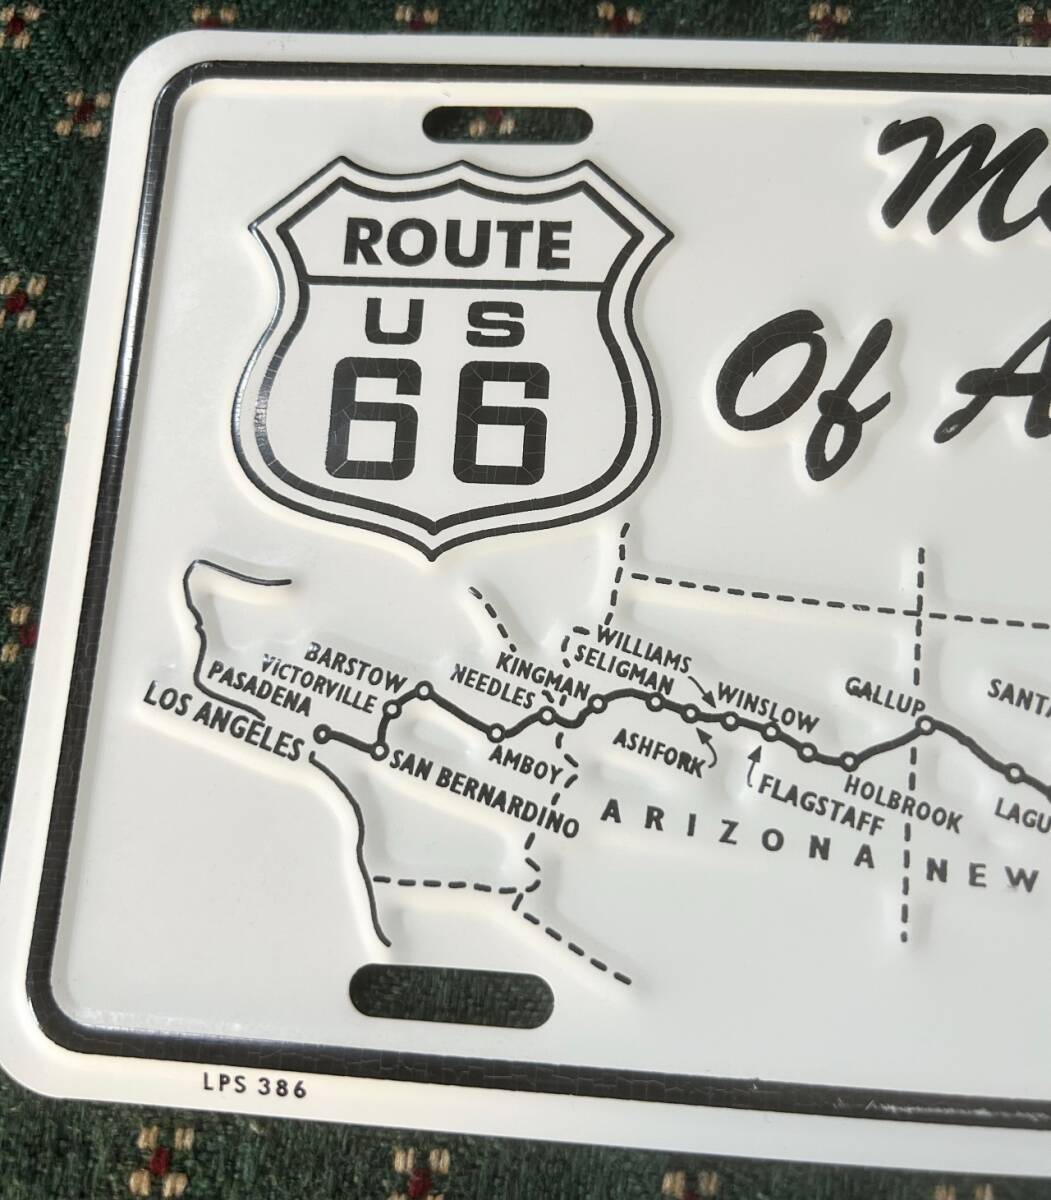 ROUTE
US
66
Of
WILLIAMS
SELIGMAN
KINGMAN
NEEDLES
BARSTOW
VICTORVILLE
PASADENA
LOS ANGELES
SAN BERNARDINO
AMBOY
ASHFORK
WINSLOW
FLAGSTAFF
HOLBROOK
GALLUP
ARIZONA
NEW
LPS 386